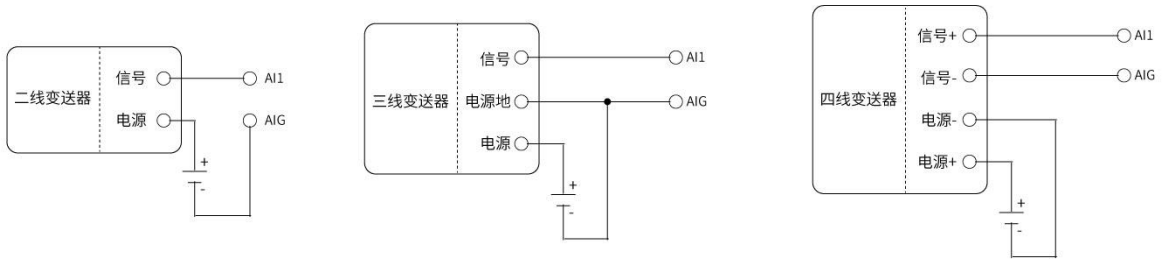 信号
AI1
二线变送器
电源
AIG
+
-
信号
AI1
三线变送器
电源地
AIG
电源
+
-
信号+
AI1
信号-
AIG
四线变送器
电源-
电源+
+
-